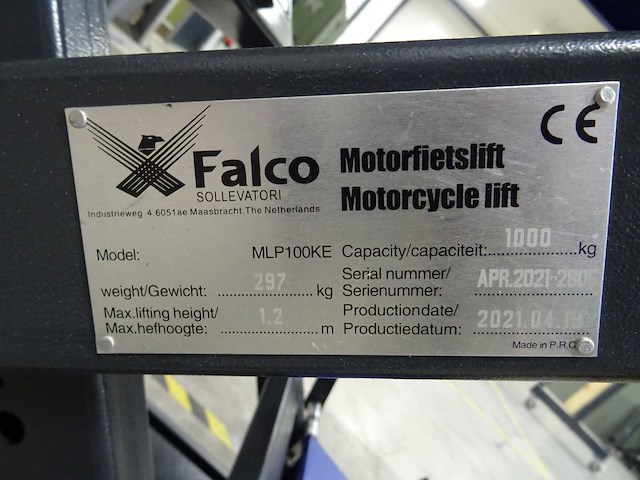 CE
Falco
SOLLEVATORI
Industrieweg 4.6051ae Maasbracht.The Netherlands
Motorfietslift
Motorcycle lift
Model: MLP100KE
Capacity/capaciteit: 1000 kg
weight/Gewicht: 297 kg
Serial nummer/
Serienummer:
Max.lifting height/
Max.hefhoogte: 1.2 m
Productiondate/
Productiedatum:
Made in P.R.C